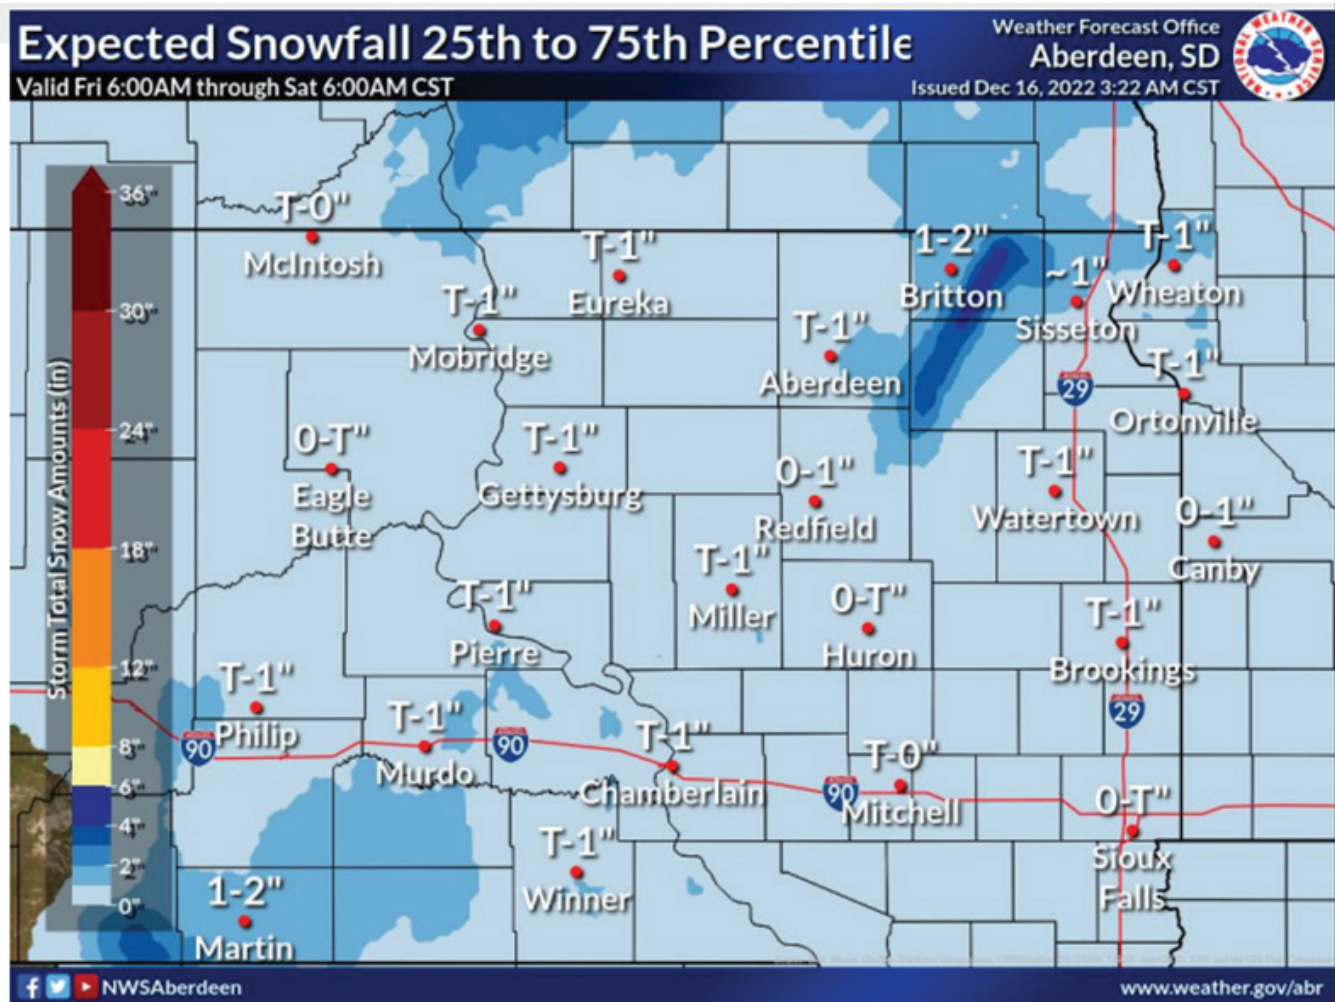 Expected Snowfall 25th to 75th Percentile
Valid Fri 6:00AM through Sat 6:00AM CST
Weather Forecast Office
Aberdeen, SD
Issued Dec 16, 2022 3:22 AM CST
NATIONAL WEATHER SERVICE
Storm Total Snow Amounts (in)
36"
30"
24"
18"
12"
8"
6"
4"
2"
0"
T-0"
McIntosh
T-1"
Eureka
1-2"
Britton
T-1"
Wheaton
~1"
Sisseton
T-1"
Mobridge
T-1"
Aberdeen
T-1"
Ortonville
29
0-T"
Eagle
Butte
T-1"
Gettysburg
0-1"
Redfield
T-1"
Watertown
0-1"
Canby
T-1"
Miller
T-1"
Pierre
0-T"
Huron
T-1"
Brookings
29
T-1"
Philip
90
T-1"
Murdo
90
T-1"
Chamberlain
90
T-0"
Mitchell
0-T"
Sioux
Falls
T-1"
Winner
1-2"
Martin
NWSAberdeen
www.weather.gov/abr